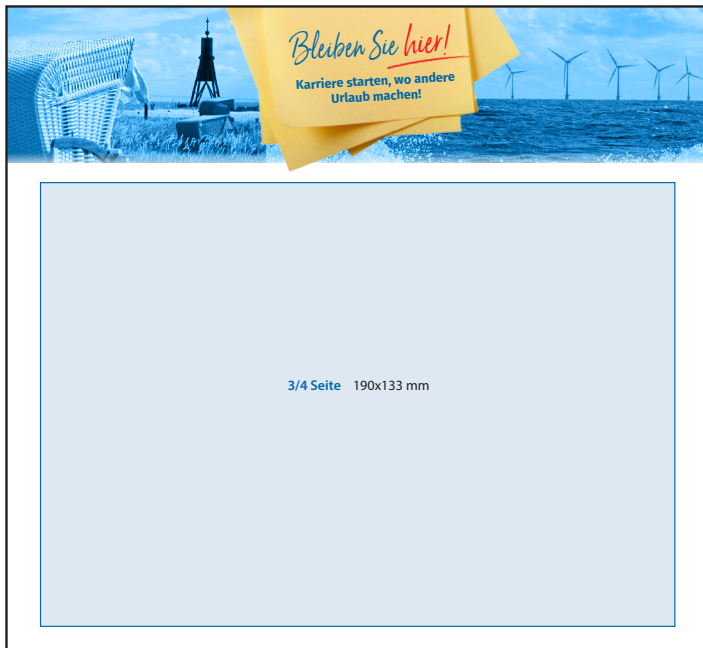 Bleiben Sie hier!
Karriere starten, wo andere
Urlaub machen!
3/4 Seite 190x133 mm